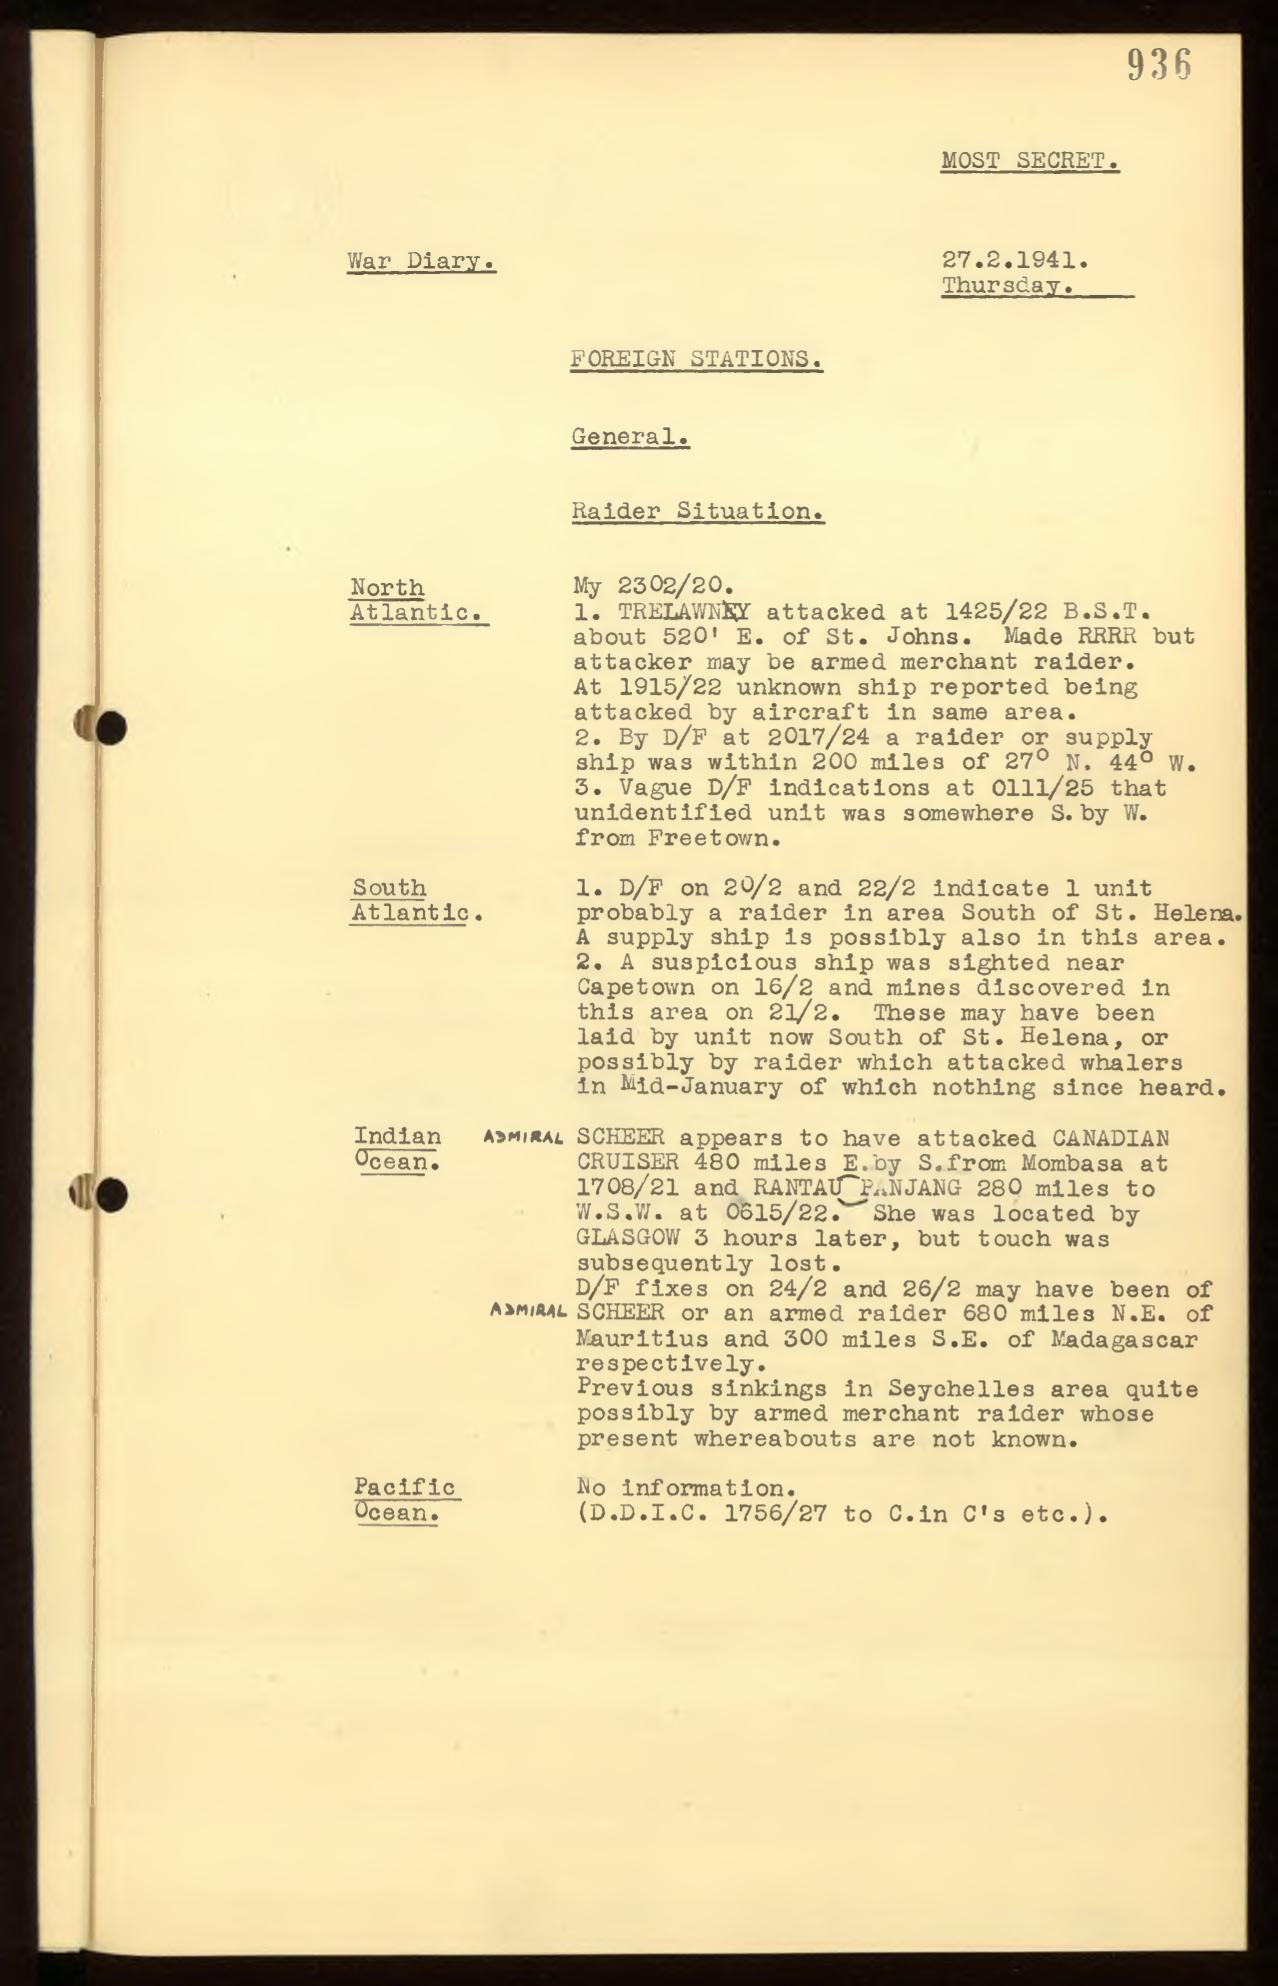 936
MOST SECRET.
War Diary.
27.2.1941.
Thursday.
FOREIGN STATIONS.
General.
Raider Situation.
North
Atlantic.
My 2302/20.
1. TRELAWNEY attacked at 1425/22 B.S.T.
about 520' E. of St. Johns. Made RRRR but
attacker may be armed merchant raider.
At 1915/22 unknown ship reported being
attacked by aircraft in same area.
2. By D/F at 2017/24 a raider or supply
ship was within 200 miles of 27° N. 44° W.
3. Vague D/F indications at 0111/25 that
unidentified unit was somewhere S.by W.
from Freetown.
South
Atlantic.
1. D/F on 20/2 and 22/2 indicate 1 unit
probably a raider in area South of St. Helena.
A supply ship is possibly also in this area.
2. A suspicious ship was sighted near
Capetown on 16/2 and mines discovered in
this area on 21/2. These may have been
laid by unit now South of St. Helena, or
possibly by raider which attacked whalers
in Mid-January of which nothing since heard.
Indian
Ocean.
ADMIRAL SCHEER appears to have attacked CANADIAN
CRUISER 480 miles E.by S.from Mombasa at
1708/21 and RANTAU PANJANG 280 miles to
W.S.W. at 0615/22. She was located by
GLASGOW 3 hours later, but touch was
subsequently lost.
D/F fixes on 24/2 and 26/2 may have been of
ADMIRAL SCHEER or an armed raider 680 miles N.E. of
Mauritius and 300 miles S.E. of Madagascar
respectively.
Previous sinkings in Seychelles area quite
possibly by armed merchant raider whose
present whereabouts are not known.
Pacific
Ocean.
No information.
(D.D.I.C. 1756/27 to C.in C's etc.).